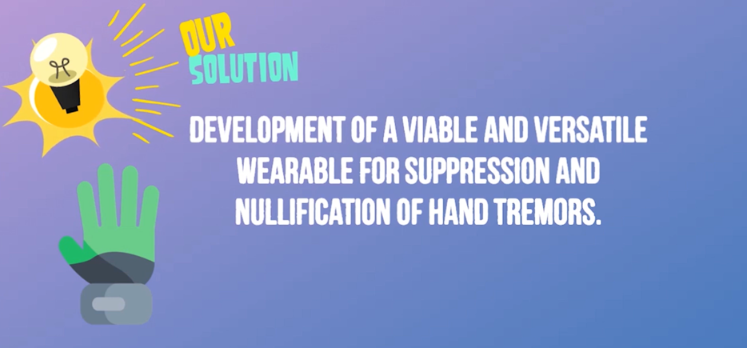 OUR
SOLUTION
DEVELOPMENT OF A VIABLE AND VERSATILE
WEARABLE FOR SUPPRESSION AND
NULLIFICATION OF HAND TREMORS.